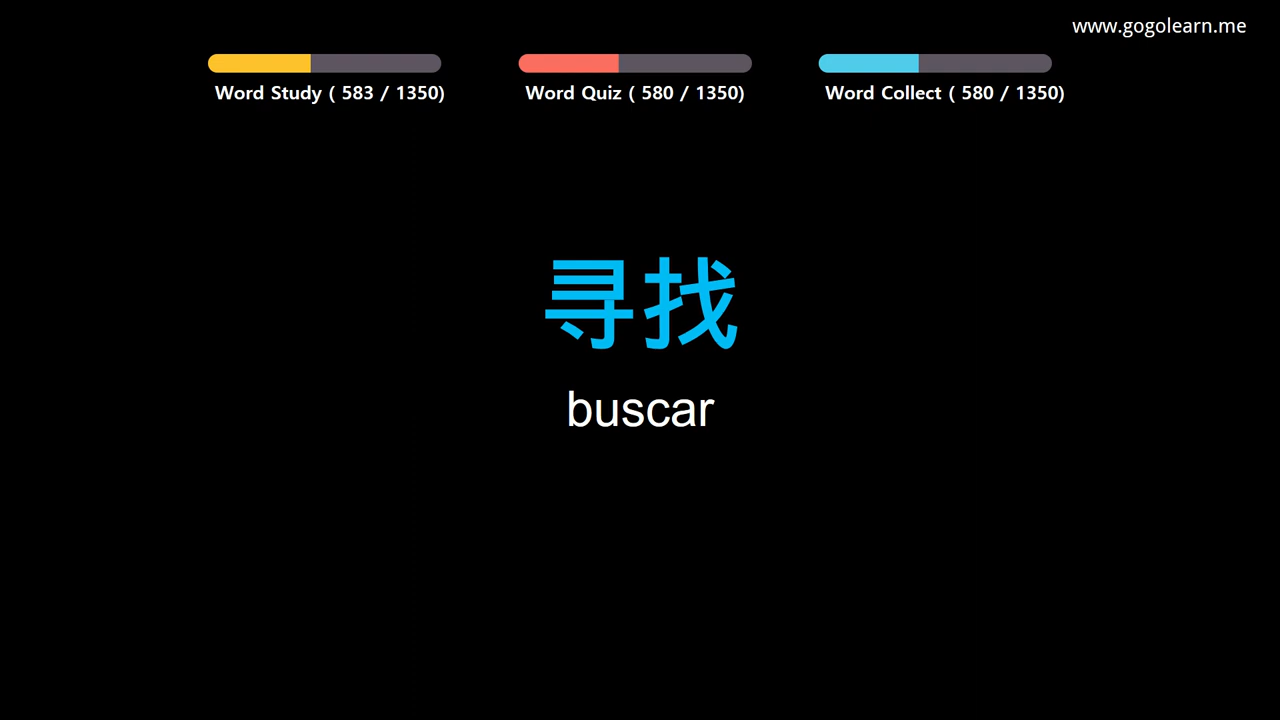 www.gogolearn.me
Word Study ( 583 / 1350)
Word Quiz ( 580 / 1350)
Word Collect ( 580 / 1350)
寻找
buscar